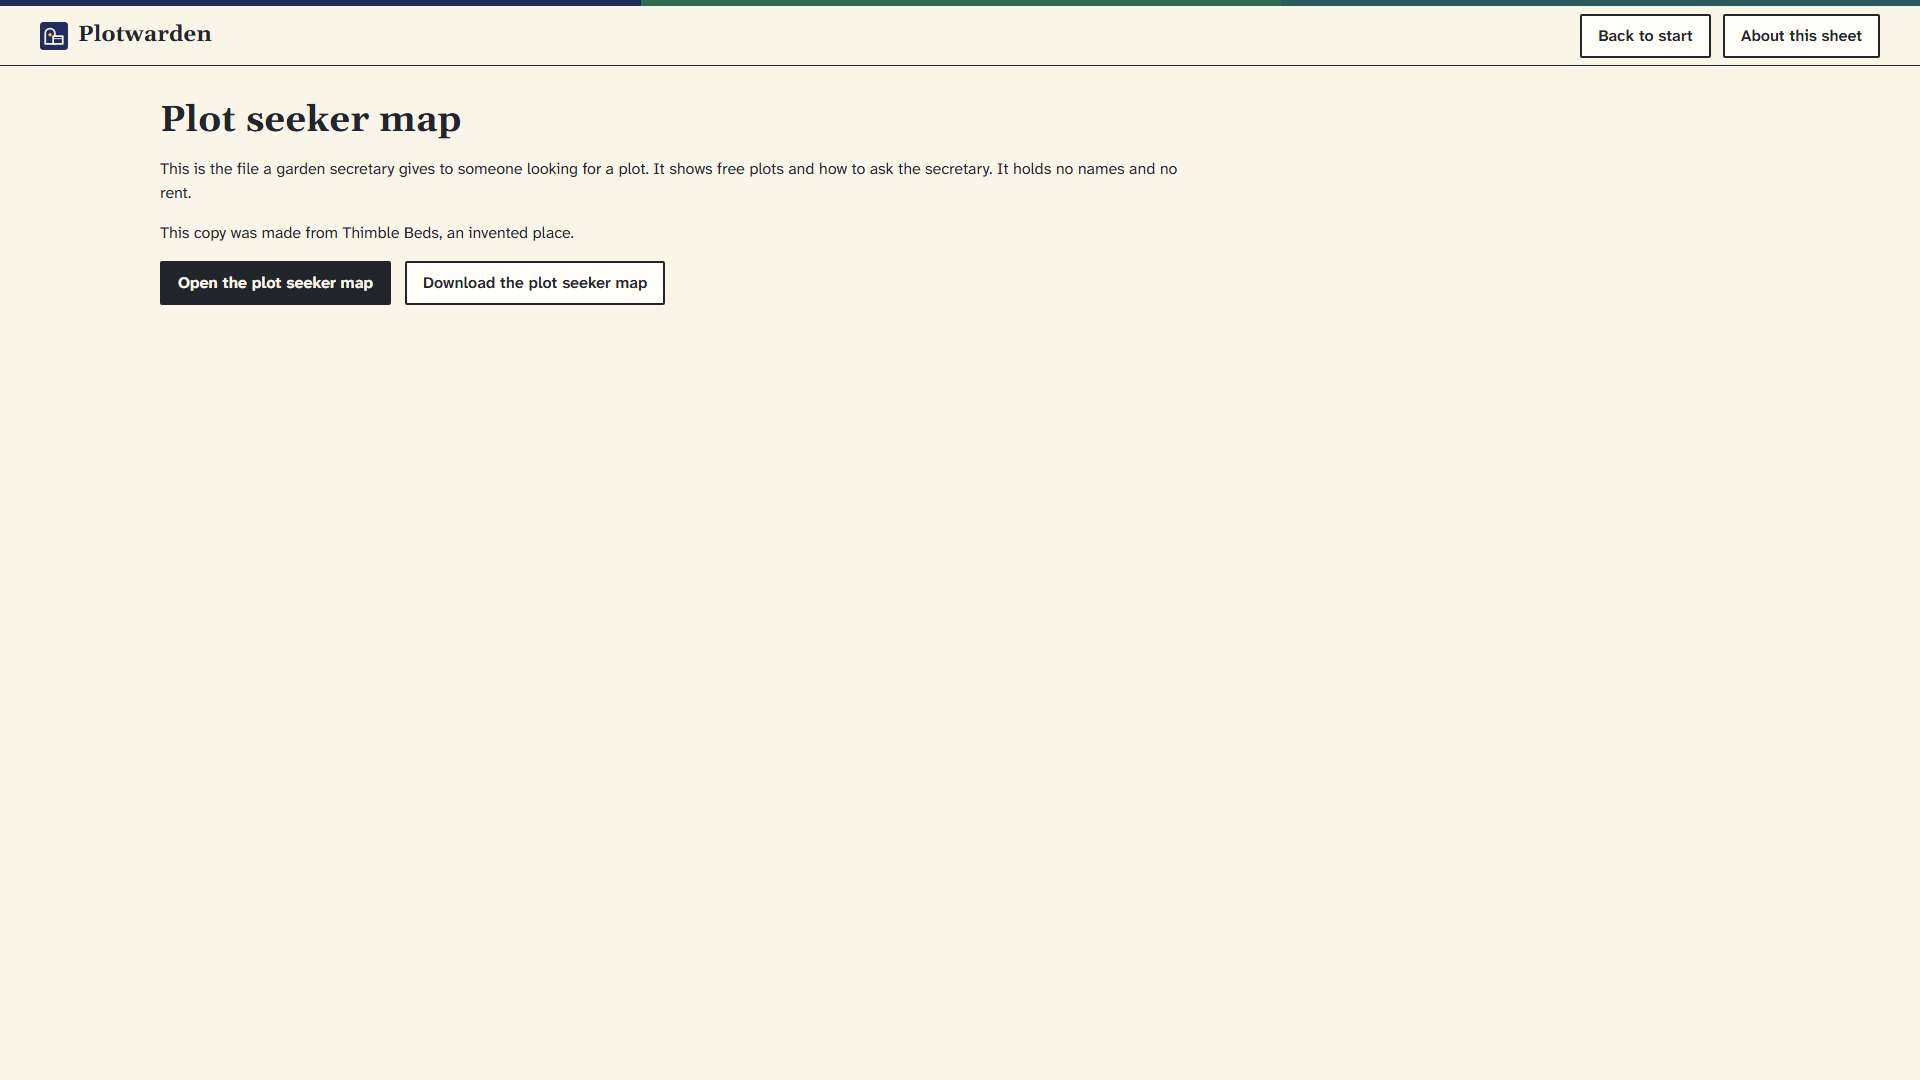 Plotwarden
Back to start
About this sheet
Plot seeker map
This is the file a garden secretary gives to someone looking for a plot. It shows free plots and how to ask the secretary. It holds no names and no
rent.
This copy was made from Thimble Beds, an invented place.
Open the plot seeker map
Download the plot seeker map